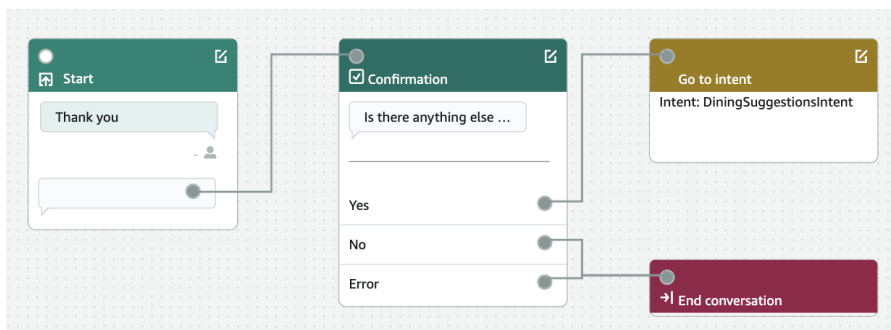 Start
Thank you
-
Confirmation
Is there anything else ...
Yes
No
Error
Go to intent
Intent: DiningSuggestionsIntent
End conversation